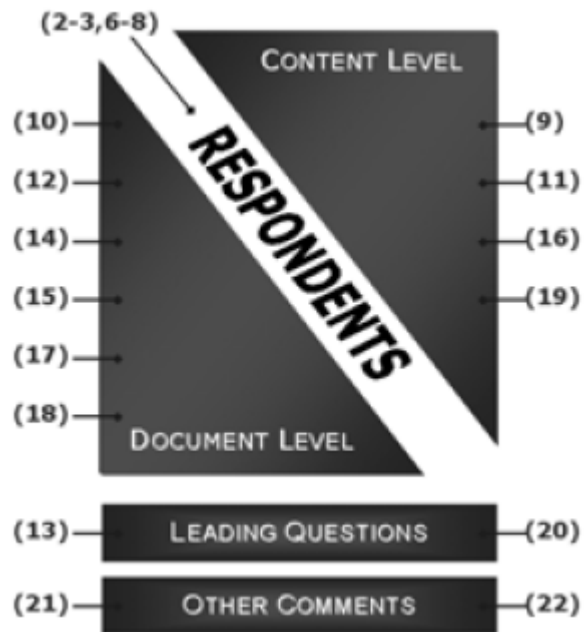 (2-3,6-8)
CONTENT LEVEL
(10)
(9)
RESPONDENTS
(12)
(11)
(14)
(16)
(15)
(19)
(17)
(18)
DOCUMENT LEVEL
(13) LEADING QUESTIONS (20)
(21) OTHER COMMENTS (22)